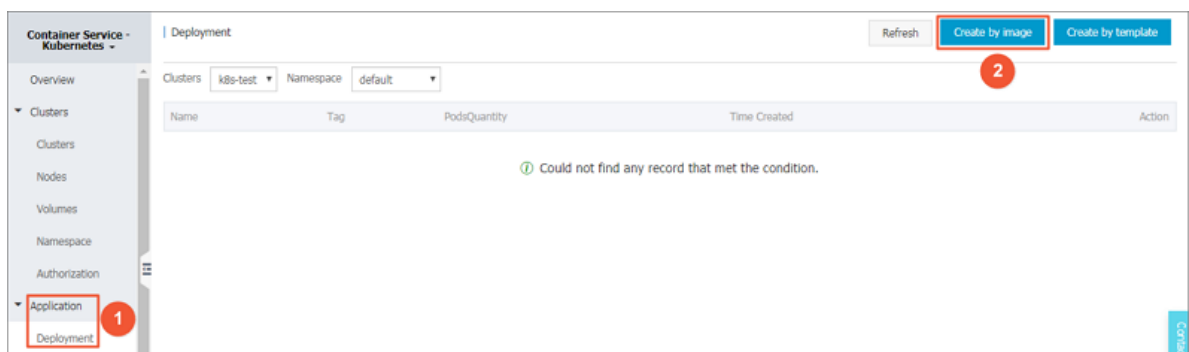 Container Service -
Kubernetes
Overview
Clusters
Clusters
Nodes
Volumes
Namespace
Authorization
Application
Deployment
1
Deployment
Refresh
Create by image
Create by template
2
Clusters k8s-test Namespace default
Name Tag PodsQuantity Time Created Action
Could not find any record that met the condition.